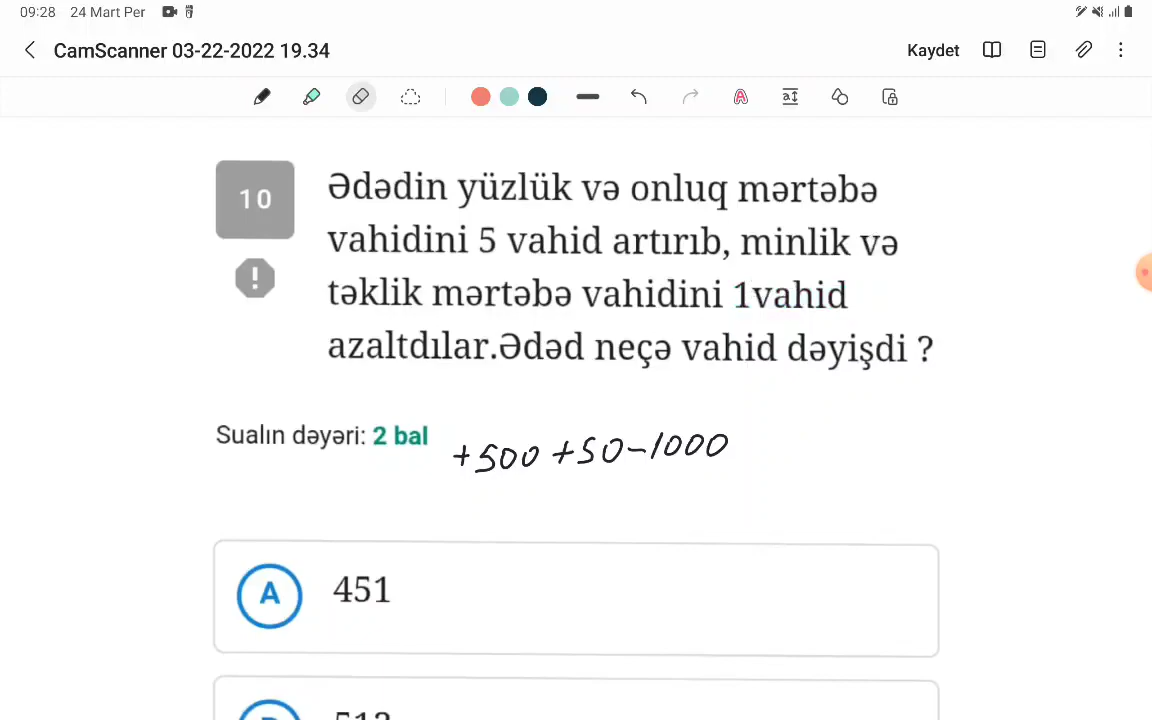 09:28 24 Mart Per
CamScanner 03-22-2022 19.34
Kaydet
10
Ədədin yüzlük və onluq mərtəbə
vahidini 5 vahid artırıb, minlik və
təklik mərtəbə vahidini 1vahid
azaltdılar.Ədəd neçə vahid dəyişdi ?
Sualın dəyəri: 2 bal
+500 +50-1000
A 451